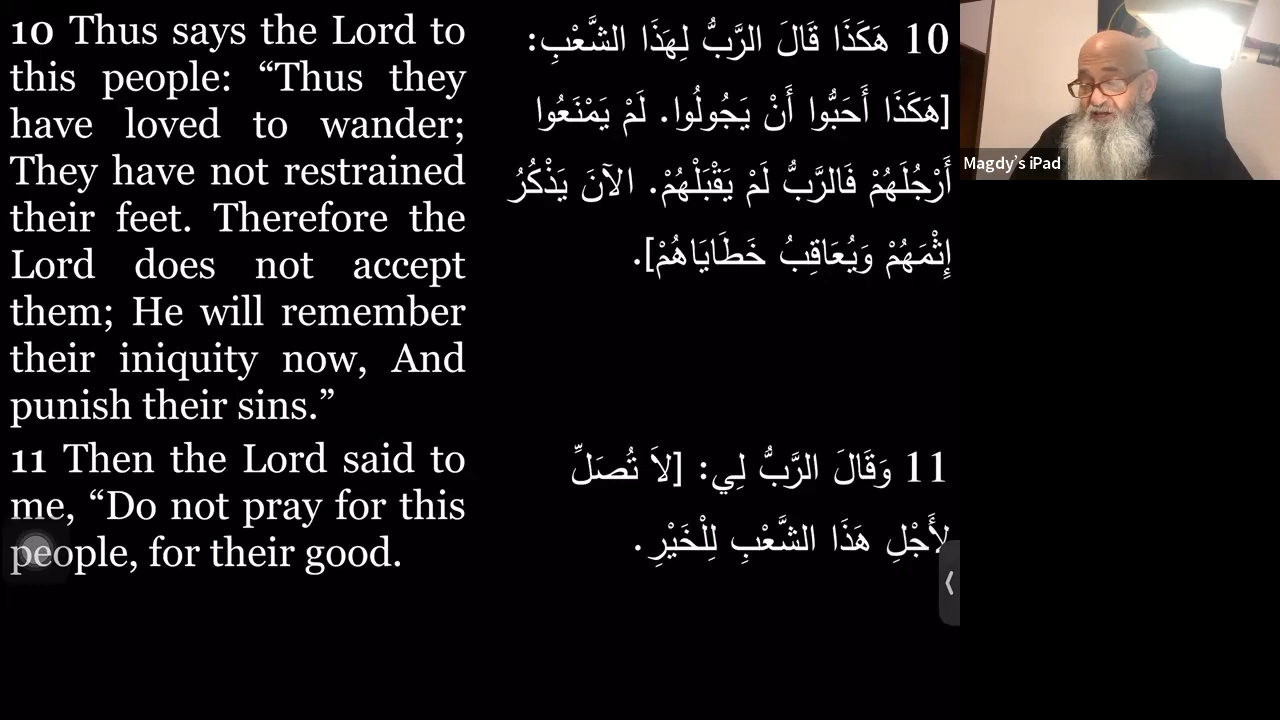 10 Thus says the Lord to
this people: “Thus they
have loved to wander;
They have not restrained
their feet. Therefore the
Lord does not accept
them; He will remember
their iniquity now, And
punish their sins.”
11 Then the Lord said to
me, “Do not pray for this
people, for their good.
10 هَكَذَا قَالَ الرَّبُّ لِهَذَا الشَّعْبِ:
[هَكَذَا أَحَبُّوا أَنْ يَجُولُوا. لَمْ يَمْنَعُوا
أَرْجُلَهُمْ فَالرَّبُّ لَمْ يَقْبَلْهُمْ. الآنَ يَذْكُرُ
إِثْمَهُمْ وَيُعَاقِبُ خَطَايَاهُمْ].
11 وَقَالَ الرَّبُّ لِي: [لاَ تُصَلِّ
لأَجْلِ هَذَا الشَّعْبِ لِلْخَيْرِ.
Magdy’s iPad